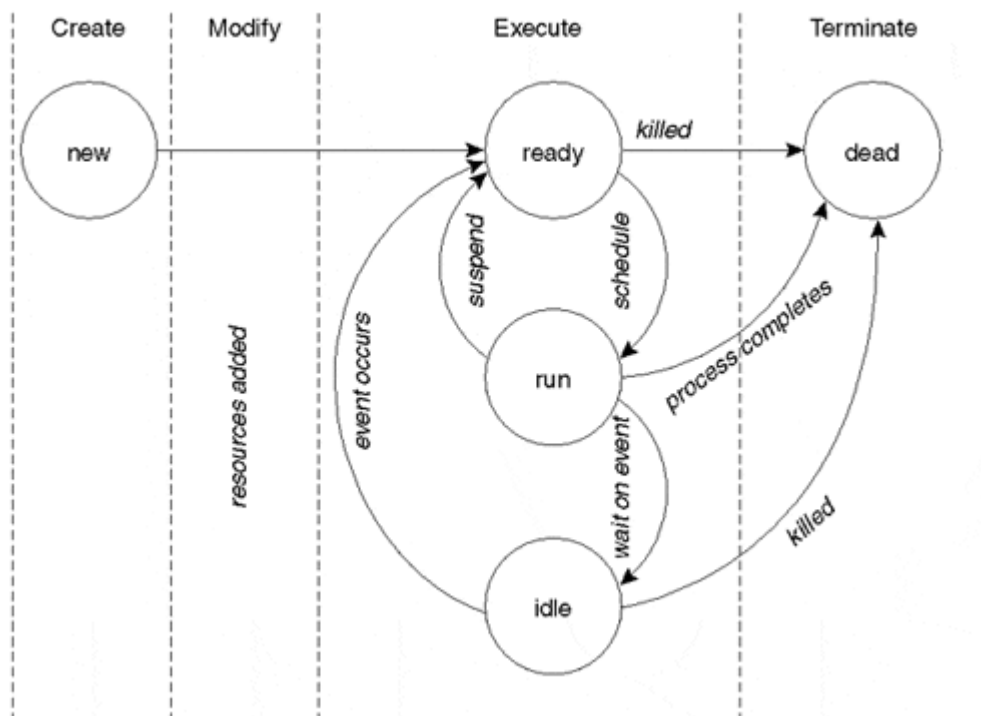 Create
Modify
Execute
Terminate
new
ready
killed
dead
suspend
schedule
event occurs
resources added
run
process completes
wait on event
killed
idle